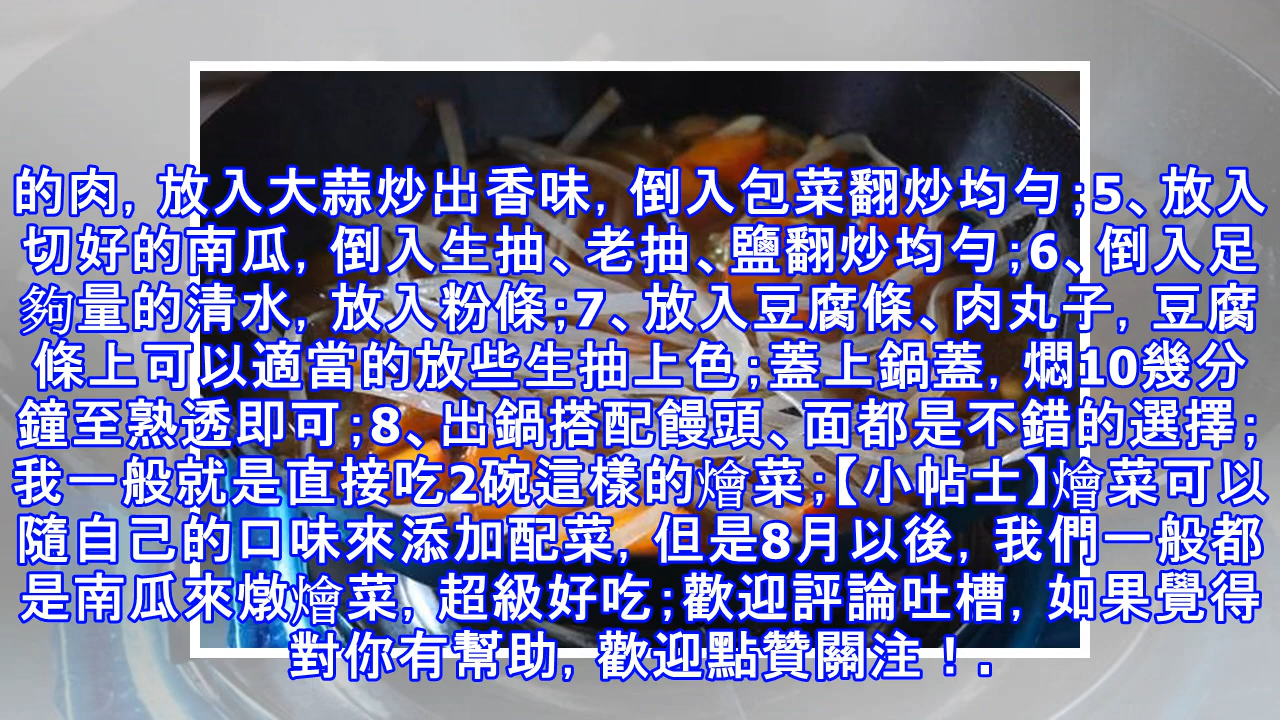 的肉, 放入大蒜炒出香味, 倒入包菜翻炒均勻;5、放入
切好的南瓜, 倒入生抽、老抽、鹽翻炒均勻;6、倒入足
夠量的清水, 放入粉條;7、放入豆腐條、肉丸子, 豆腐
條上可以適當的放些生抽上色;蓋上鍋蓋, 燜10幾分
鐘至熟透即可;8、出鍋搭配饅頭、面都是不錯的選擇;
我一般就是直接吃2碗這樣的燴菜;【小帖士】燴菜可以
隨自己的口味來添加配菜, 但是8月以後, 我們一般都
是南瓜來燉燴菜, 超級好吃;歡迎評論吐槽, 如果覺得
對你有幫助, 歡迎點贊關注！.